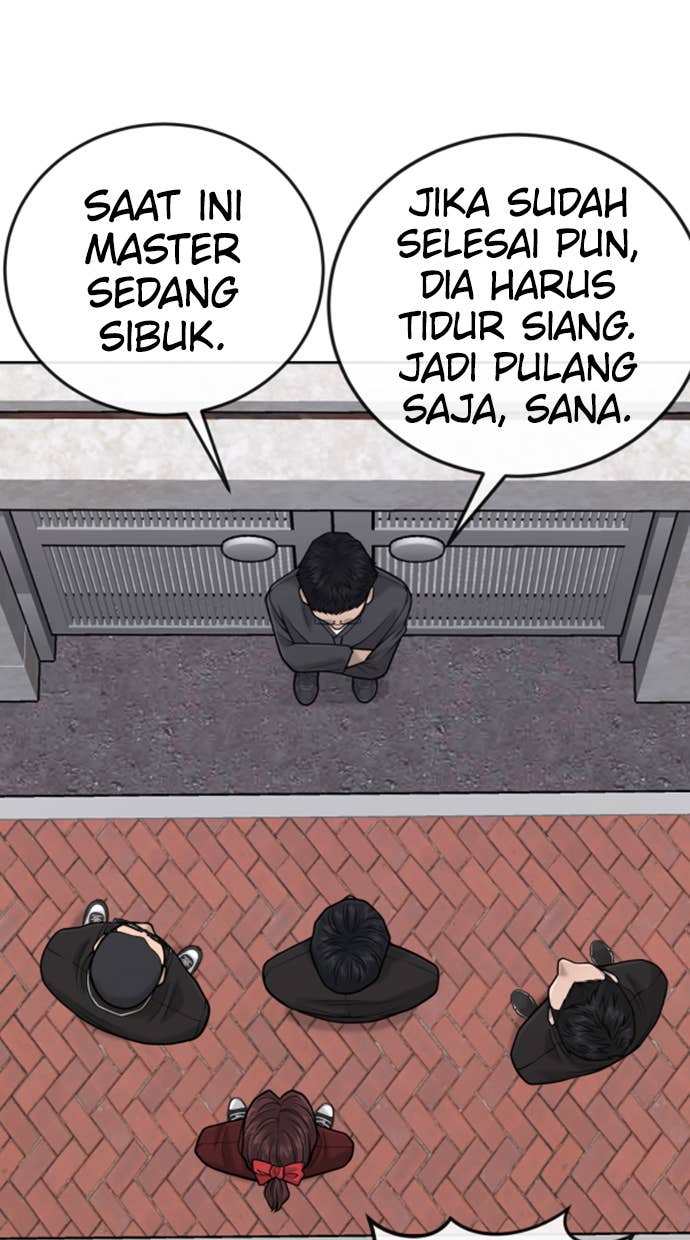 SAAT INI
MASTER
SEDANG
SIBUK.
JIKA SUDAH
SELESAI PUN,
DIA HARUS
TIDUR SIANG.
JADI PULANG
SAJA, SANA.